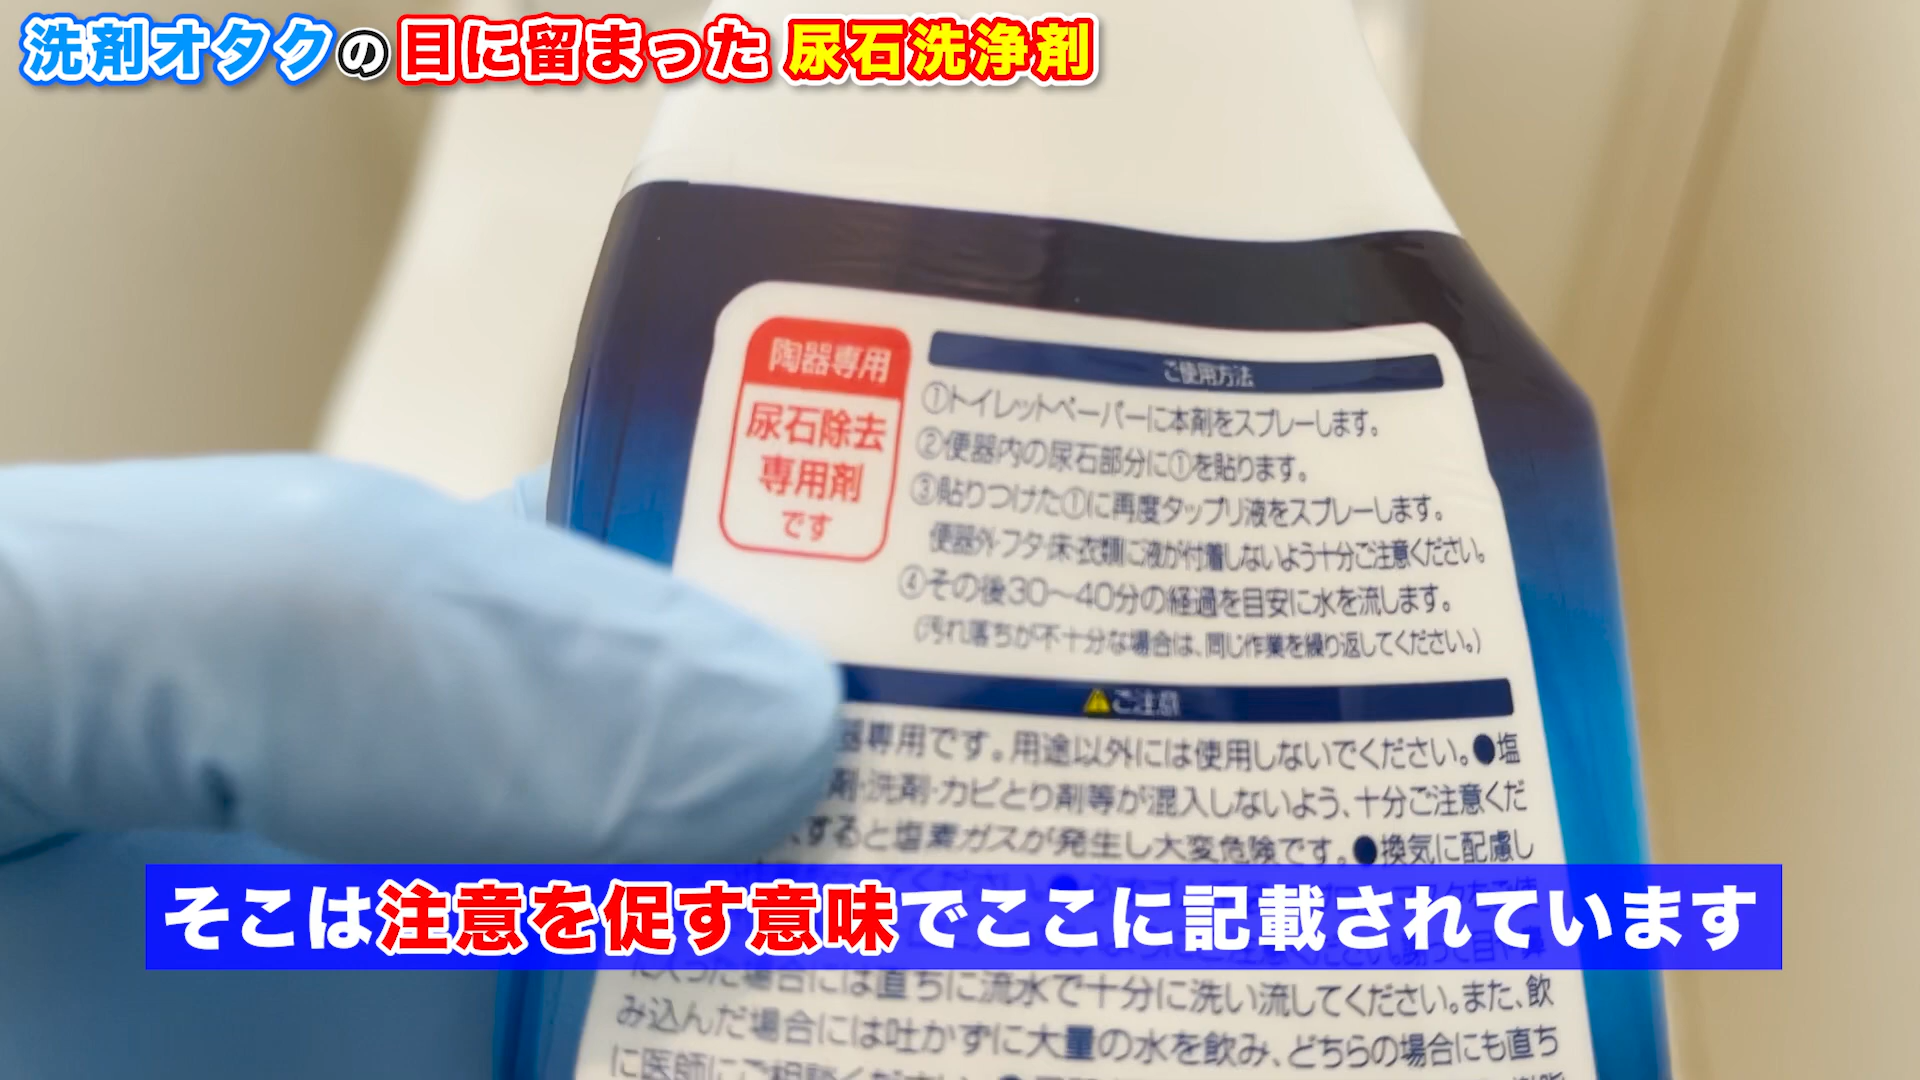 洗剤オタクの目に留まった 尿石洗浄剤
陶器専用
尿石除去
専用剤
です
ご使用方法
①トイレットペーパーに本剤をスプレーします。
②便器内の尿石部分に①を貼ります。
③貼りつけた①に再度タップリ液をスプレーします。
便器外・フタ・床・衣類に液が付着しないよう十分ご注意ください。
④その後30〜40分の経過を目安に水を流します。
(汚れ落ちが不十分な場合は、同じ作業を繰り返してください。)
ご注意
器専用です。用途以外には使用しないでください。●塩
剤・洗剤・カビとり剤等が混入しないよう、十分ご注意くだ
すると塩素ガスが発生し大変危険です。●換気に配慮し
そこは注意を促す意味でここに記載されています
に入った場合には直ちに流水で十分に洗い流してください。また、飲
み込んだ場合には吐かずに大量の水を飲み、どちらの場合にも直ち
に医師にご相談ください。